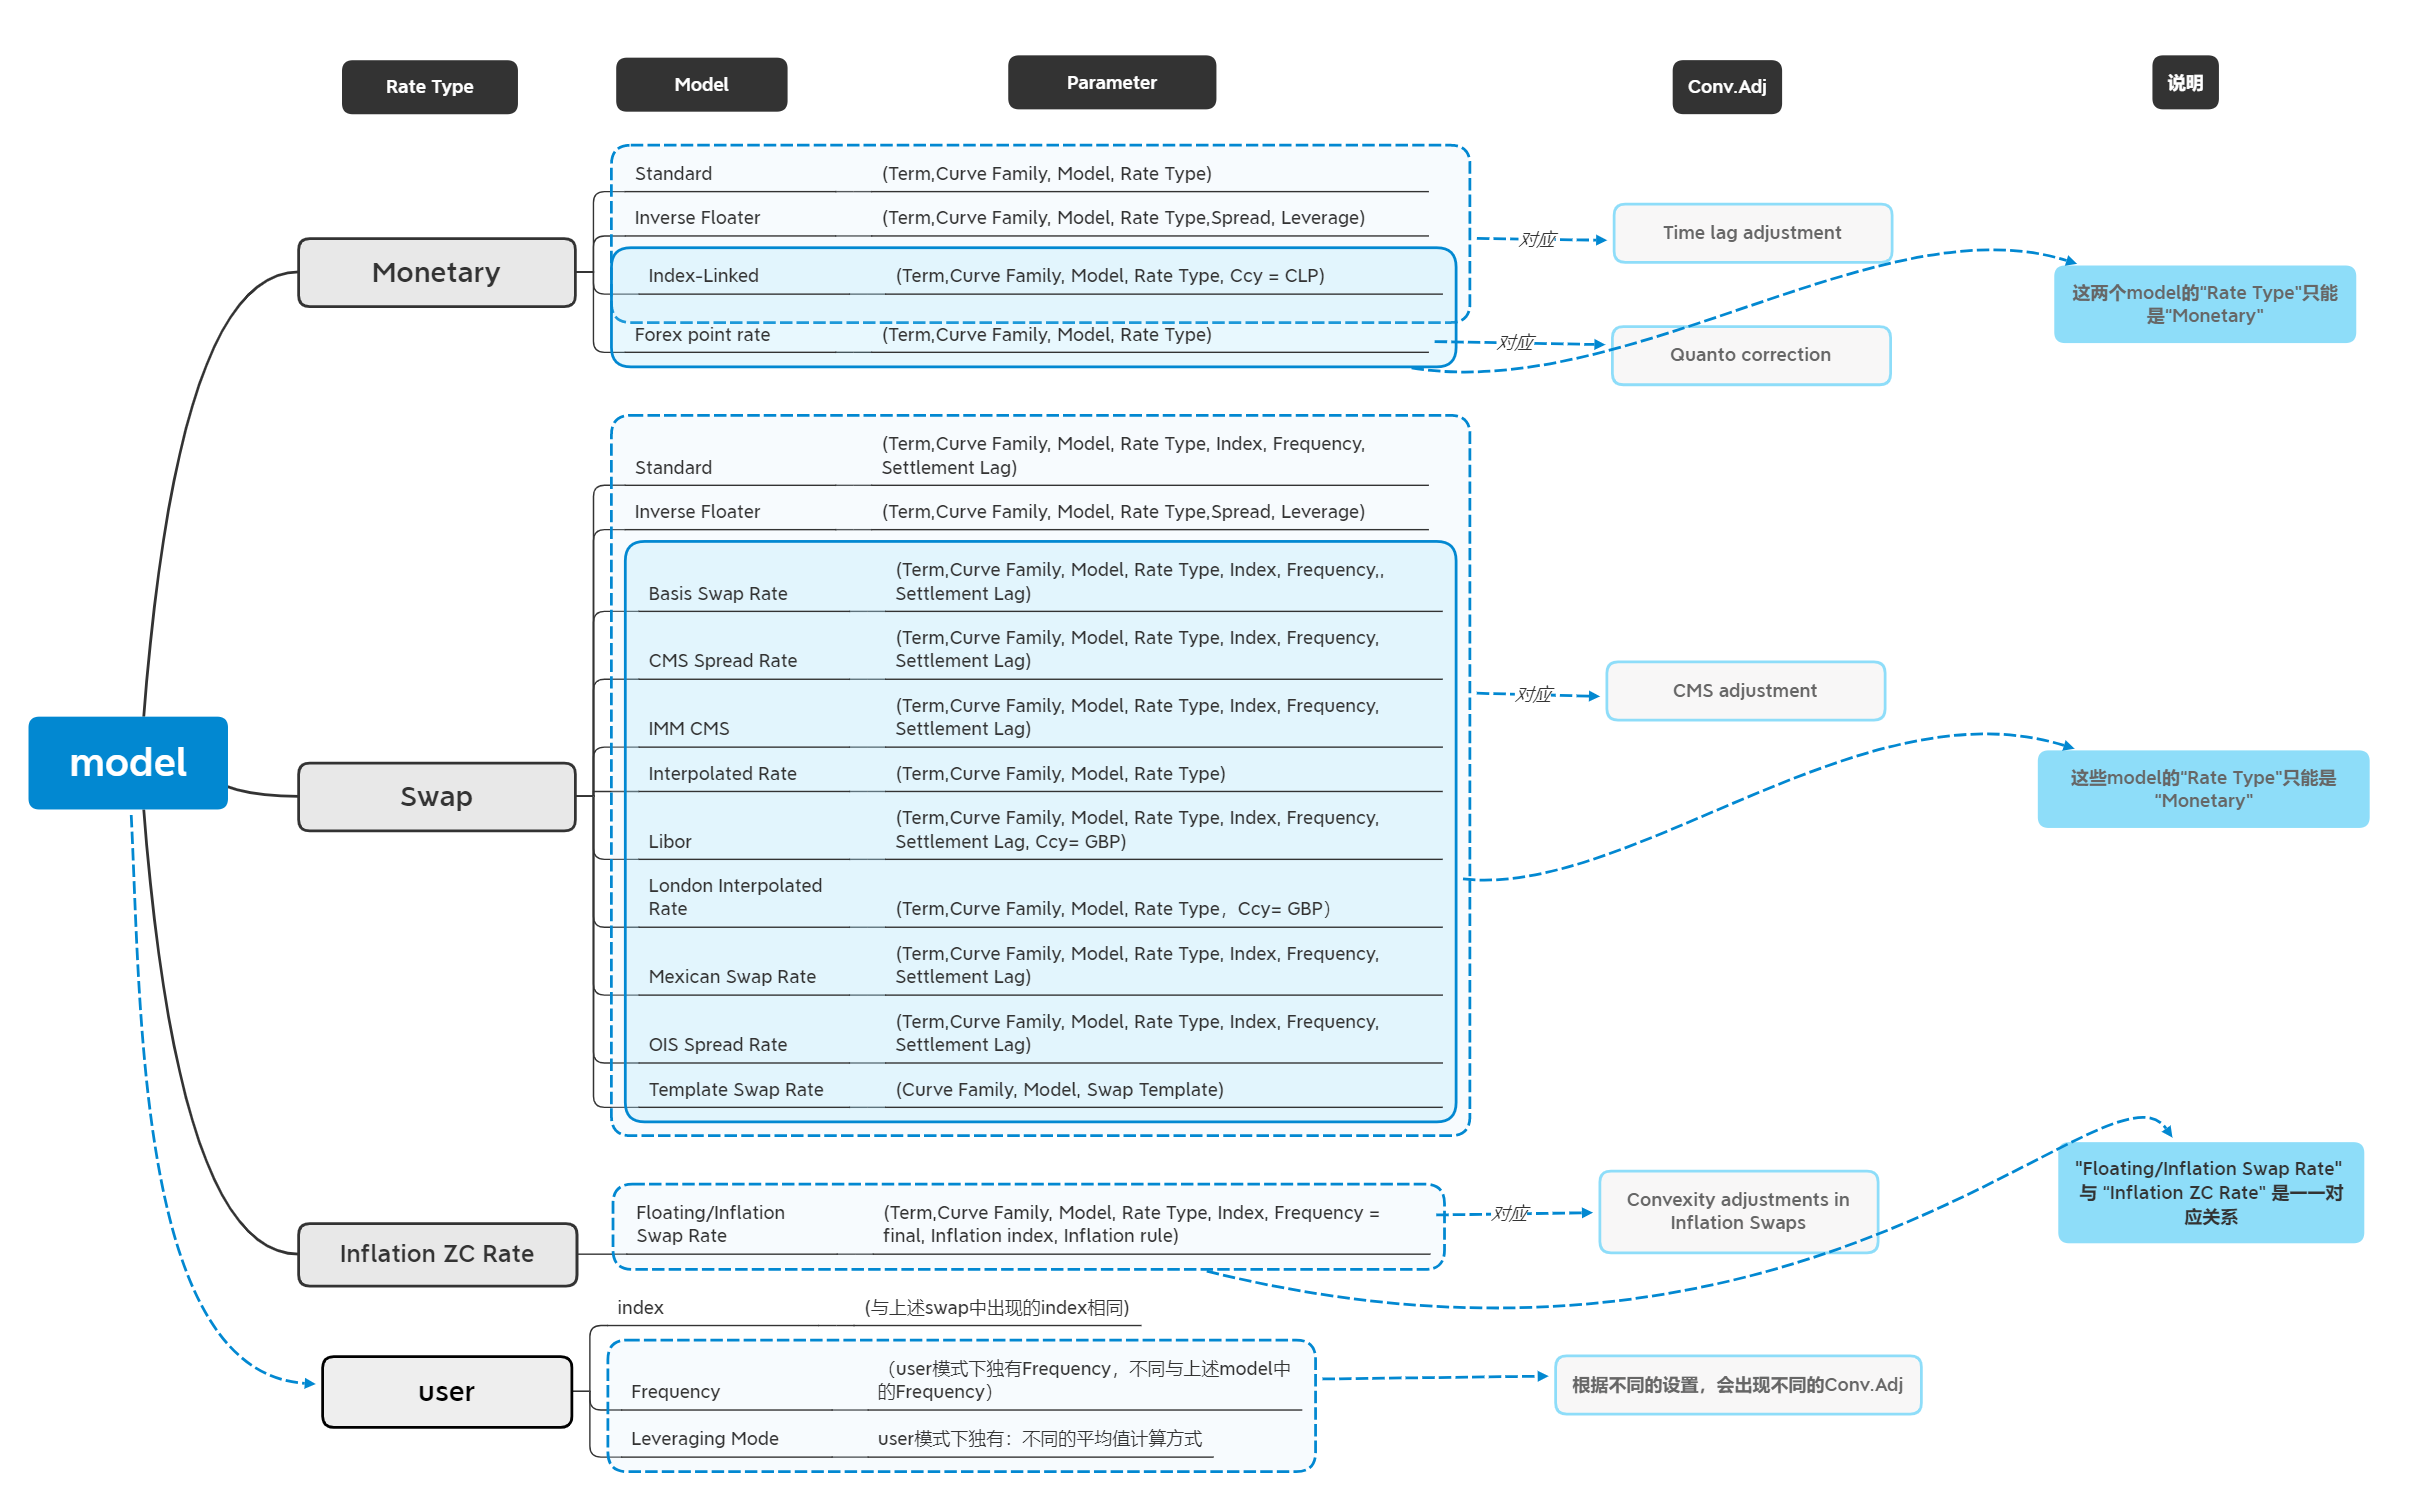 Rate Type
Model
Parameter
Conv.Adj
说明
model
Monetary
Standard
(Term,Curve Family, Model, Rate Type)
Inverse Floater
(Term,Curve Family, Model, Rate Type,Spread, Leverage)
Index-Linked
(Term,Curve Family, Model, Rate Type, Ccy = CLP)
Forex point rate
(Term,Curve Family, Model, Rate Type)
对应
Time lag adjustment
对应
Quanto correction
这两个model的"Rate Type"只能
是"Monetary"
Swap
Standard
(Term,Curve Family, Model, Rate Type, Index, Frequency,
Settlement Lag)
Inverse Floater
(Term,Curve Family, Model, Rate Type,Spread, Leverage)
Basis Swap Rate
(Term,Curve Family, Model, Rate Type, Index, Frequency,,
Settlement Lag)
CMS Spread Rate
(Term,Curve Family, Model, Rate Type, Index, Frequency,
Settlement Lag)
IMM CMS
(Term,Curve Family, Model, Rate Type, Index, Frequency,
Settlement Lag)
Interpolated Rate
(Term,Curve Family, Model, Rate Type)
Libor
(Term,Curve Family, Model, Rate Type, Index, Frequency,
Settlement Lag, Ccy= GBP)
London Interpolated
Rate
(Term,Curve Family, Model, Rate Type，Ccy= GBP）
Mexican Swap Rate
(Term,Curve Family, Model, Rate Type, Index, Frequency,
Settlement Lag)
OIS Spread Rate
(Term,Curve Family, Model, Rate Type, Index, Frequency,
Settlement Lag)
Template Swap Rate
(Curve Family, Model, Swap Template)
对应
CMS adjustment
这些model的"Rate Type"只能是
"Monetary"
Inflation ZC Rate
Floating/Inflation
Swap Rate
(Term,Curve Family, Model, Rate Type, Index, Frequency =
final, Inflation index, Inflation rule)
对应
Convexity adjustments in
Inflation Swaps
"Floating/Inflation Swap Rate"
与 “Inflation ZC Rate" 是一一对
应关系
user
index
(与上述swap中出现的index相同)
Frequency
（user模式下独有Frequency，不同与上述model中
的Frequency）
Leveraging Mode
user模式下独有：不同的平均值计算方式
根据不同的设置，会出现不同的Conv.Adj